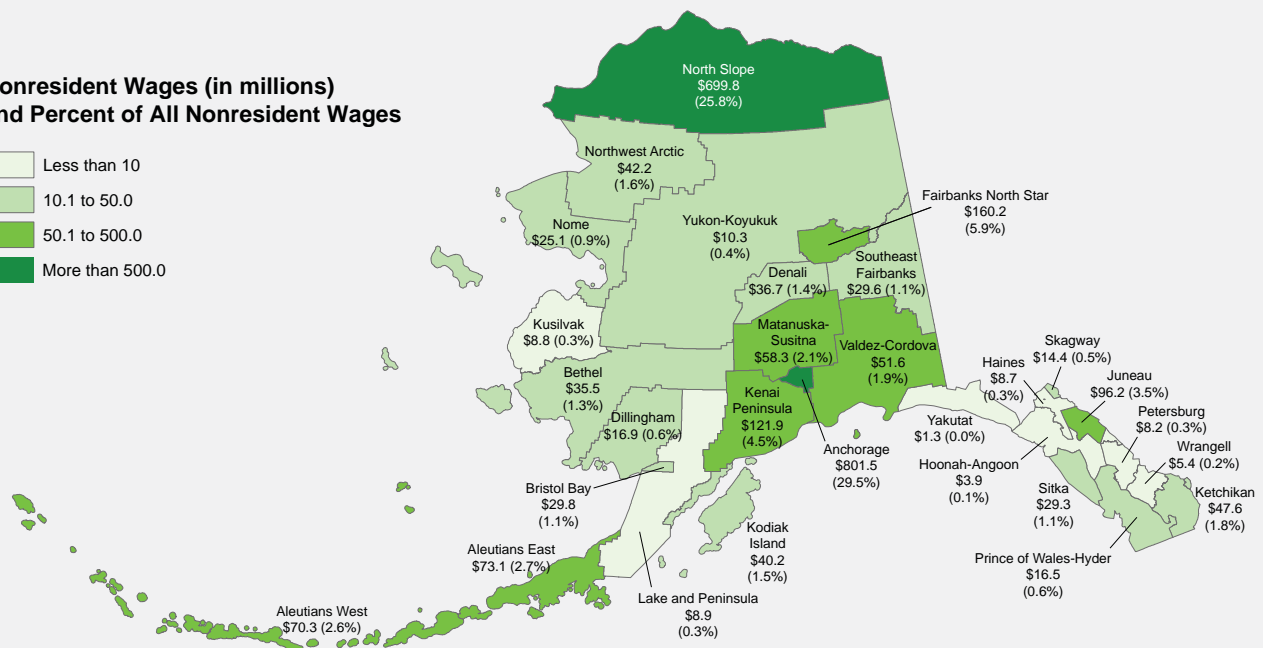 onresident Wages (in millions)
nd Percent of All Nonresident Wages
Less than 10
10.1 to 50.0
50.1 to 500.0
More than 500.0
North Slope
$699.8
(25.8%)
Northwest Arctic
$42.2
(1.6%)
Nome
$25.1 (0.9%)
Yukon-Koyukuk
$10.3
(0.4%)
Fairbanks North Star
$160.2
(5.9%)
Denali
$36.7 (1.4%)
Southeast
Fairbanks
$29.6 (1.1%)
Kusilvak
$8.8 (0.3%)
Matanuska-
Susitna
$58.3 (2.1%)
Valdez-Cordova
$51.6
(1.9%)
Bethel
$35.5
(1.3%)
Dillingham
$16.9 (0.6%)
Kenai
Peninsula
$121.9
(4.5%)
Anchorage
$801.5
(29.5%)
Bristol Bay
$29.8
(1.1%)
Kodiak
Island
$40.2
(1.5%)
Aleutians East
$73.1 (2.7%)
Aleutians West
$70.3 (2.6%)
Lake and Peninsula
$8.9
(0.3%)
Skagway
$14.4 (0.5%)
Haines
$8.7
(0.3%)
Juneau
$96.2 (3.5%)
Petersburg
$8.2 (0.3%)
Yakutat
$1.3 (0.0%)
Wrangell
$5.4 (0.2%)
Hoonah-Angoon
$3.9
(0.1%)
Sitka
$29.3
(1.1%)
Ketchikan
$47.6
(1.8%)
Prince of Wales-Hyder
$16.5
(0.6%)